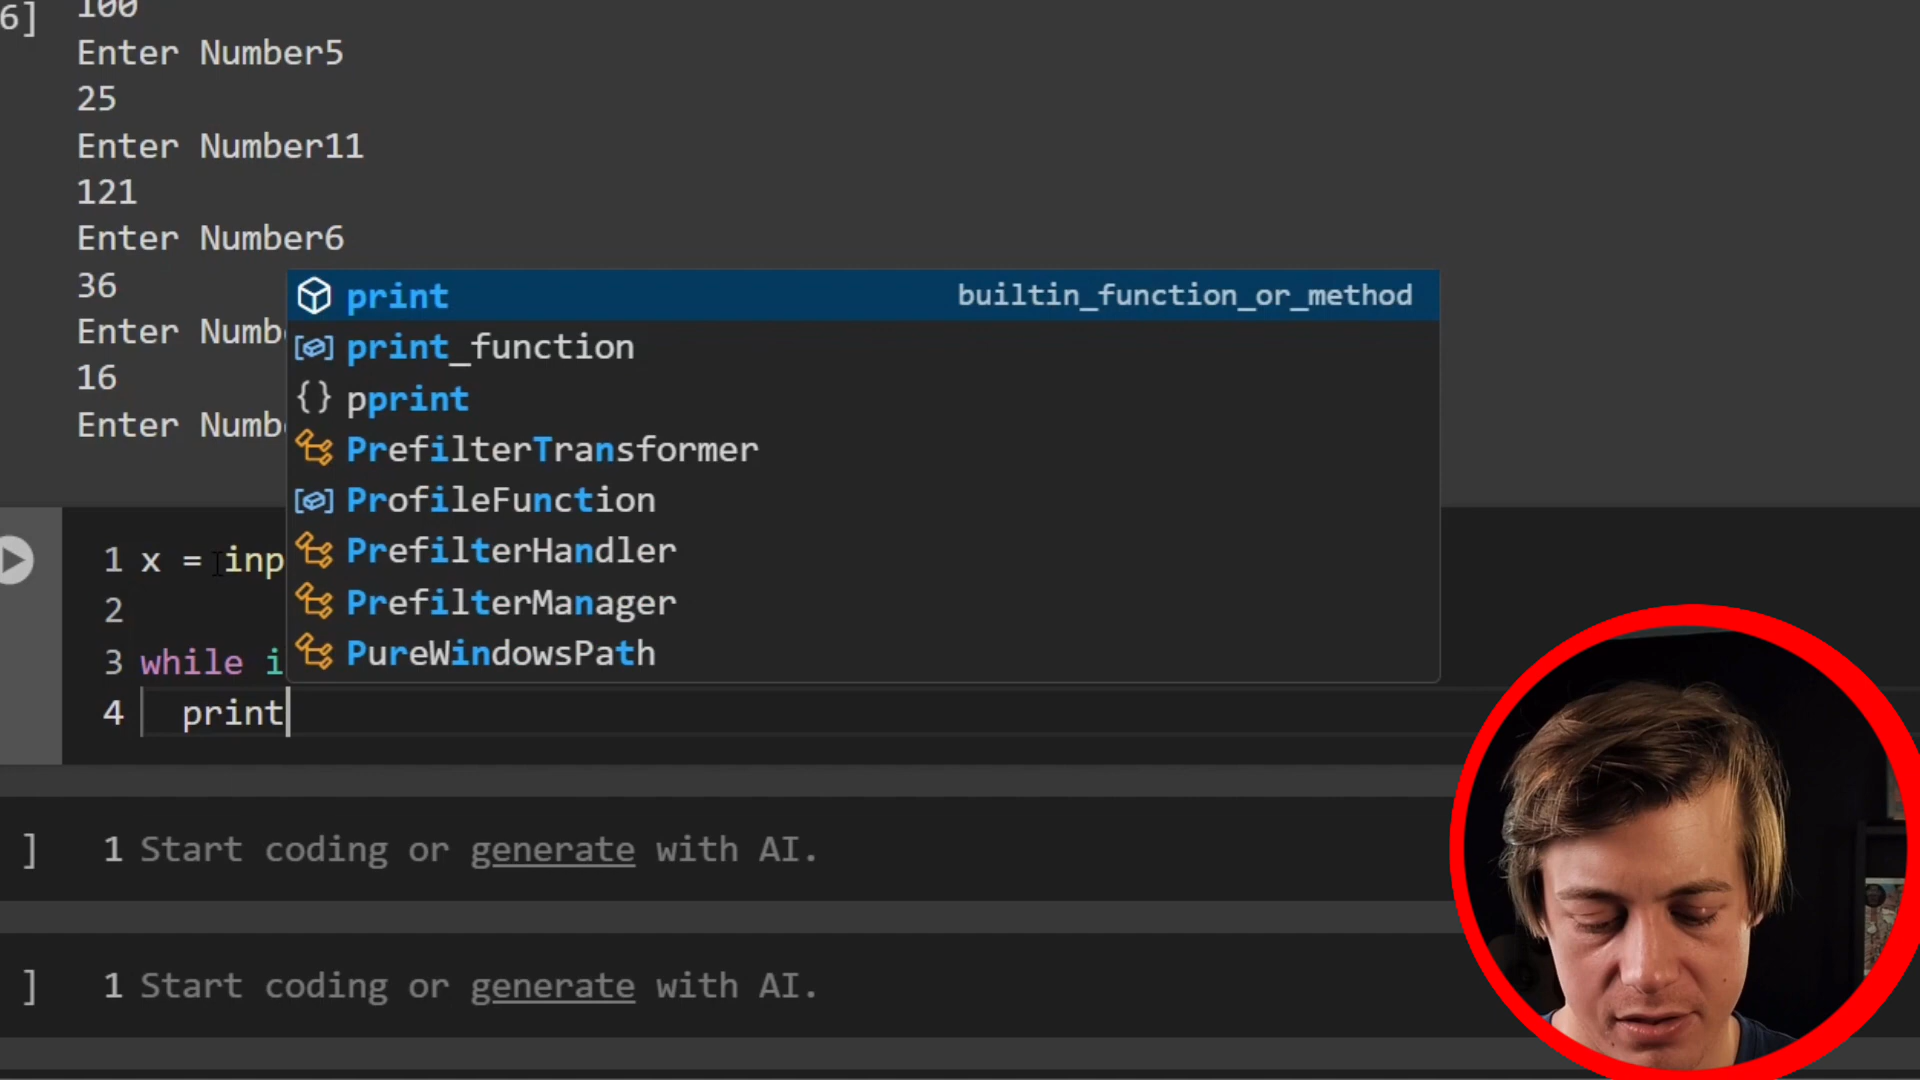 6]
100
Enter Number5
25
Enter Number11
121
Enter Number6
36
Enter Numb
16
Enter Numb
print builtin_function_or_method
print_function
pprint
PrefilterTransformer
ProfileFunction
PrefilterHandler
PrefilterManager
PureWindowsPath
1 x = inp
2
3 while i
4 print
] 1 Start coding or generate with AI.
] 1 Start coding or generate with AI.